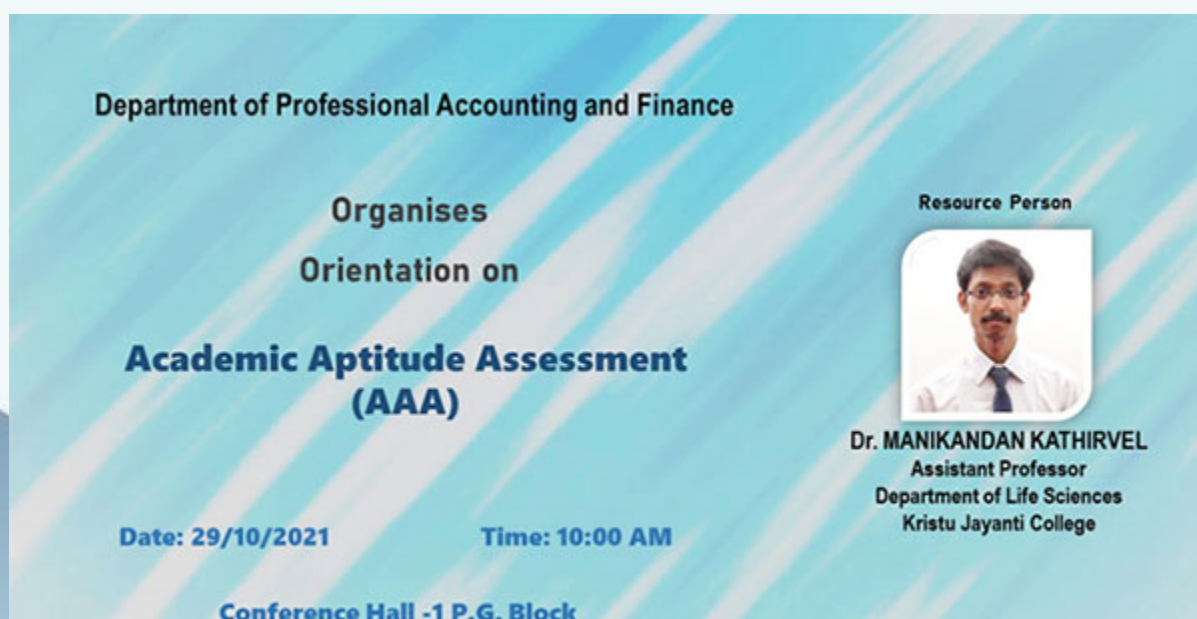 Department of Professional Accounting and Finance
Organises
Orientation on
Academic Aptitude Assessment
(AAA)
Date: 29/10/2021 Time: 10:00 AM
Conference Hall -1 P.G. Block
Resource Person
Dr. MANIKANDAN KATHIRVEL
Assistant Professor
Department of Life Sciences
Kristu Jayanti College